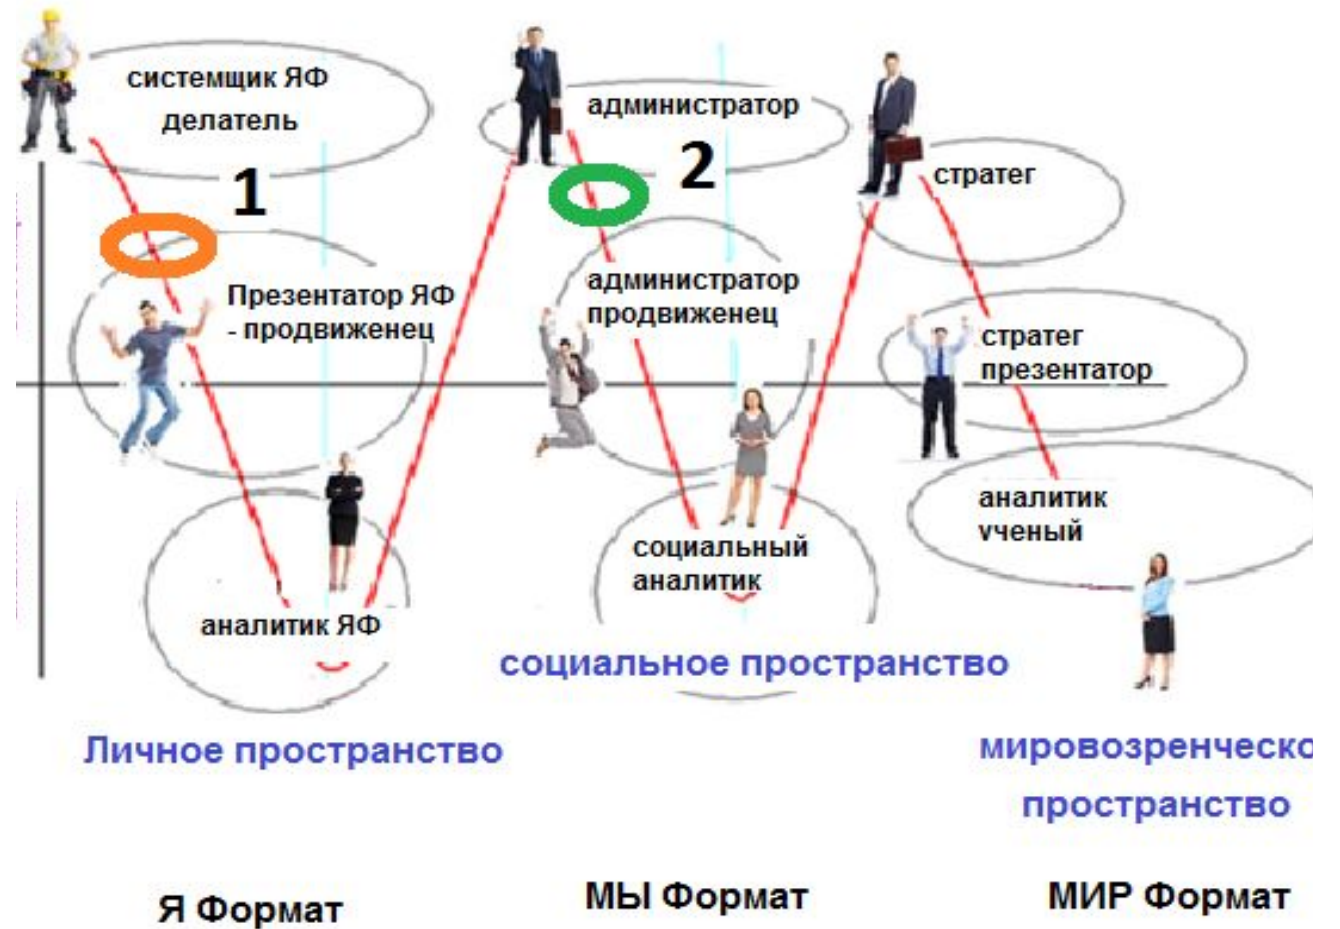 системщик ЯФ
делатель
1
Презентатор ЯФ
- продвиженец
аналитик ЯФ
Личное пространство
Я Формат
администратор
2
администратор
продвиженец
социальный
аналитик
социальное пространство
МЫ Формат
стратег
стратег
презентатор
аналитик
ученый
мировозренческо
пространство
МИР Формат